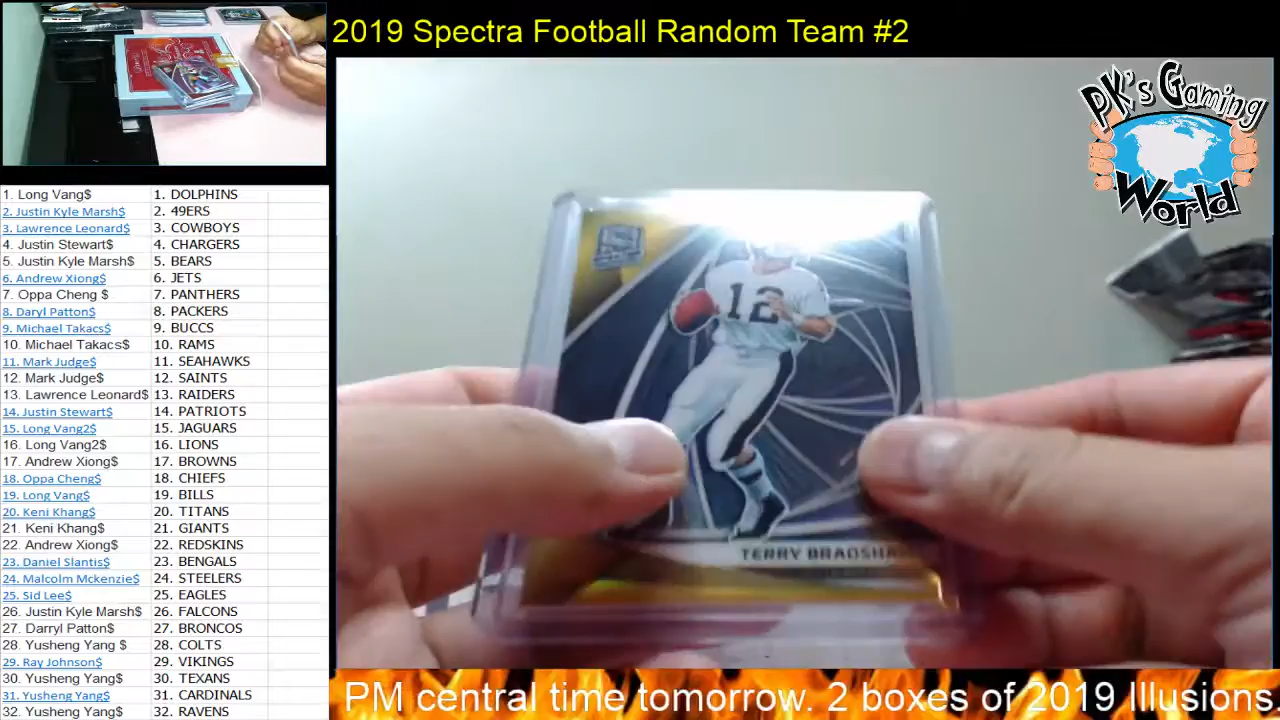 2019 Spectra Football Random Team #2
PK's Gaming
World
12
TERRY BRADSHA
1. Long Vang$ 1. DOLPHINS
2. Justin Kyle Marsh$ 2. 49ERS
3. Lawrence Leonard$ 3. COWBOYS
4. Justin Stewart$ 4. CHARGERS
5. Justin Kyle Marsh$ 5. BEARS
6. Andrew Xiong$ 6. JETS
7. Oppa Cheng $ 7. PANTHERS
8. Daryl Patton$ 8. PACKERS
9. Michael Takacs$ 9. BUCCS
10. Michael Takacs$ 10. RAMS
11. Mark Judge$ 11. SEAHAWKS
12. Mark Judge$ 12. SAINTS
13. Lawrence Leonard$ 13. RAIDERS
14. Justin Stewart$ 14. PATRIOTS
15. Long Vang2$ 15. JAGUARS
16. Long Vang2$ 16. LIONS
17. Andrew Xiong$ 17. BROWNS
18. Oppa Cheng$ 18. CHIEFS
19. Long Vang$ 19. BILLS
20. Keni Khang$ 20. TITANS
21. Keni Khang$ 21. GIANTS
22. Andrew Xiong$ 22. REDSKINS
23. Daniel Slantis$ 23. BENGALS
24. Malcolm Mckenzie$ 24. STEELERS
25. Sid Lee$ 25. EAGLES
26. Justin Kyle Marsh$ 26. FALCONS
27. Darryl Patton$ 27. BRONCOS
28. Yusheng Yang $ 28. COLTS
29. Ray Johnson$ 29. VIKINGS
30. Yusheng Yang$ 30. TEXANS
31. Yusheng Yang$ 31. CARDINALS
32. Yusheng Yang$ 32. RAVENS
PM central time tomorrow. 2 boxes of 2019 Illusions.